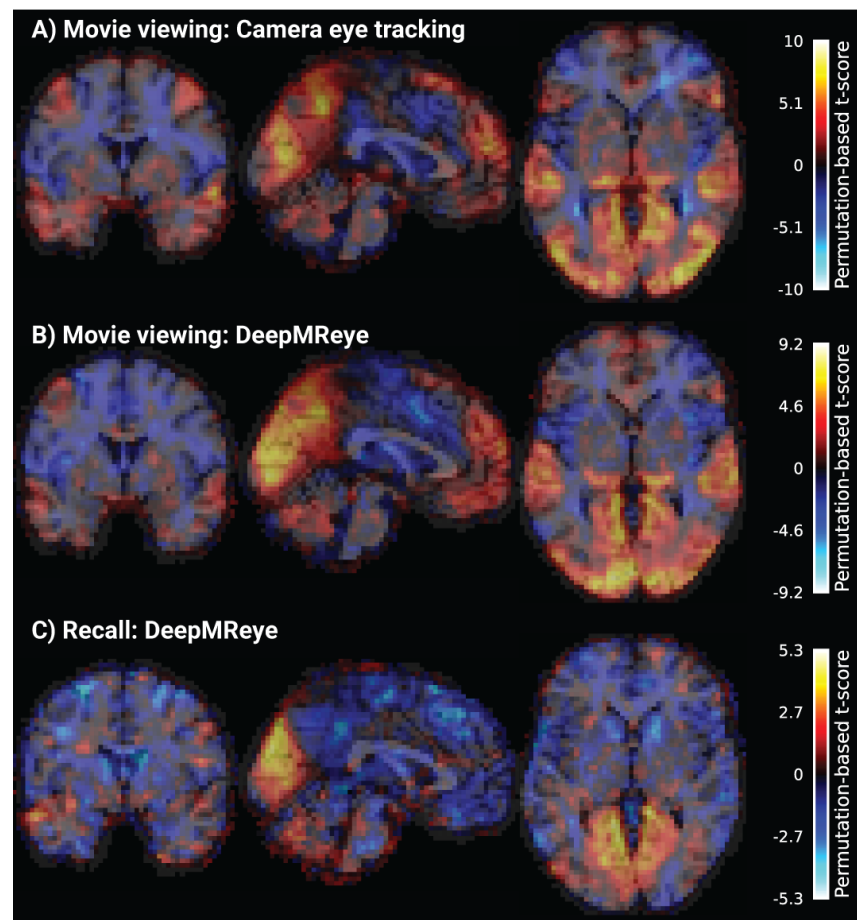 A) Movie viewing: Camera eye tracking
10
5.1
0
-5.1
-10
Permutation-based t-score
B) Movie viewing: DeepMReye
9.2
4.6
0
-4.6
-9.2
Permutation-based t-score
C) Recall: DeepMReye
5.3
2.7
0
-2.7
-5.3
Permutation-based t-score